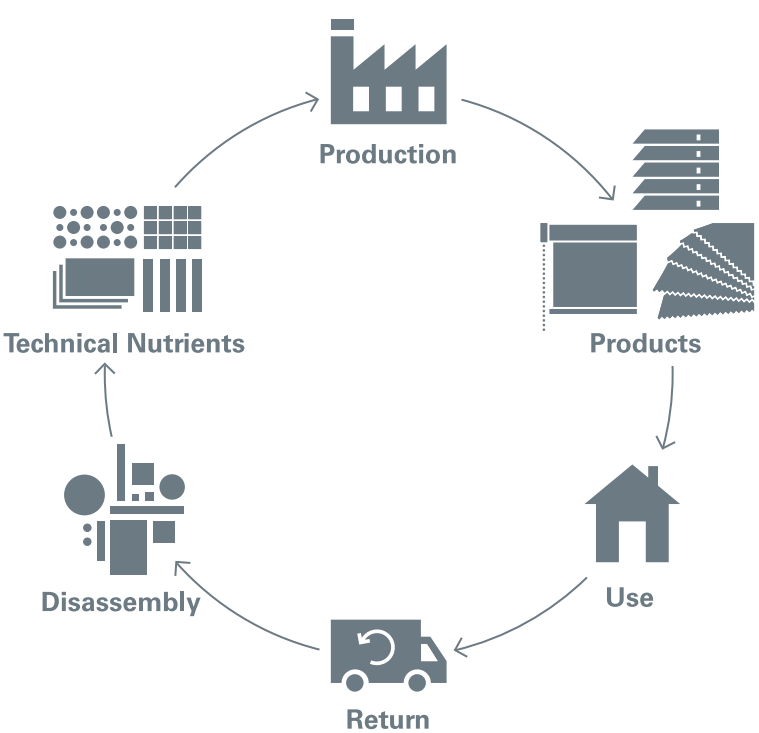 Production
Technical Nutrients
Products
Disassembly
Use
Return